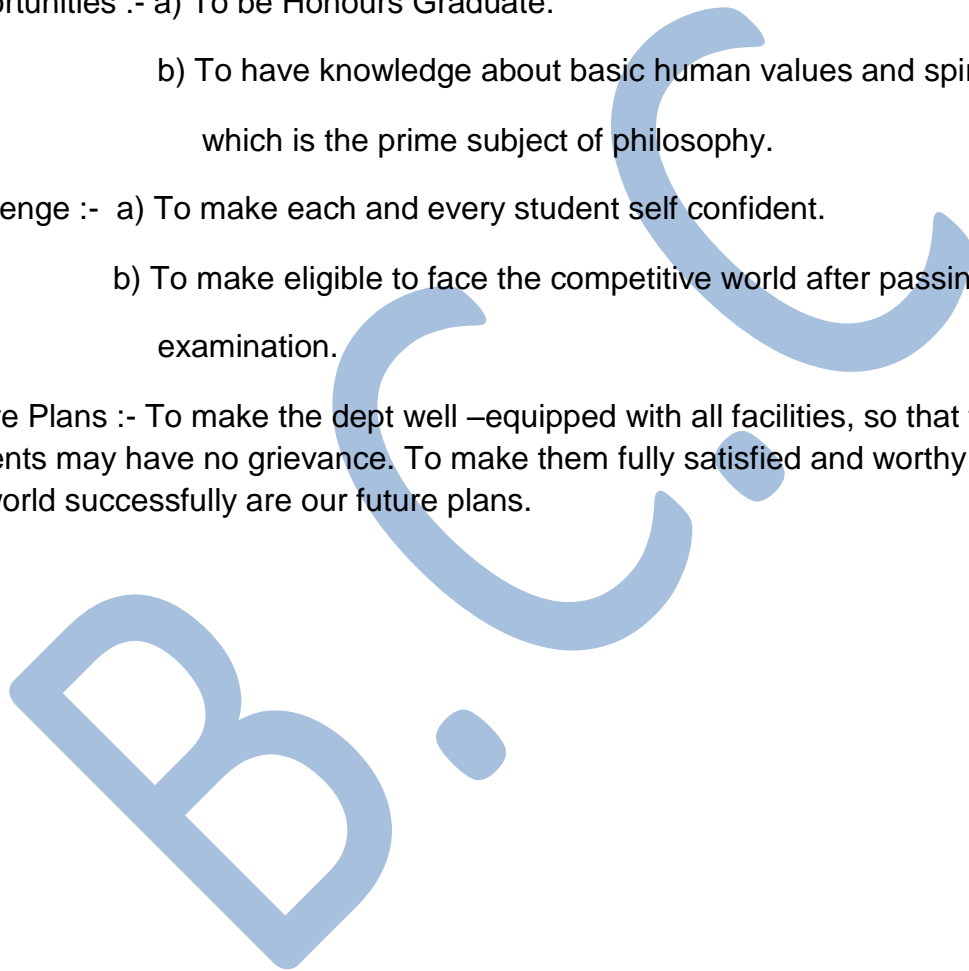 ortunities :- a) To be Honours Graduate.
b) To have knowledge about basic human values and spir
which is the prime subject of philosophy.
enge :- a) To make each and every student self confident.
b) To make eligible to face the competitive world after passin
examination.
e Plans :- To make the dept well –equipped with all facilities, so that
ents may have no grievance. To make them fully satisfied and worthy
world successfully are our future plans.
B.C.C